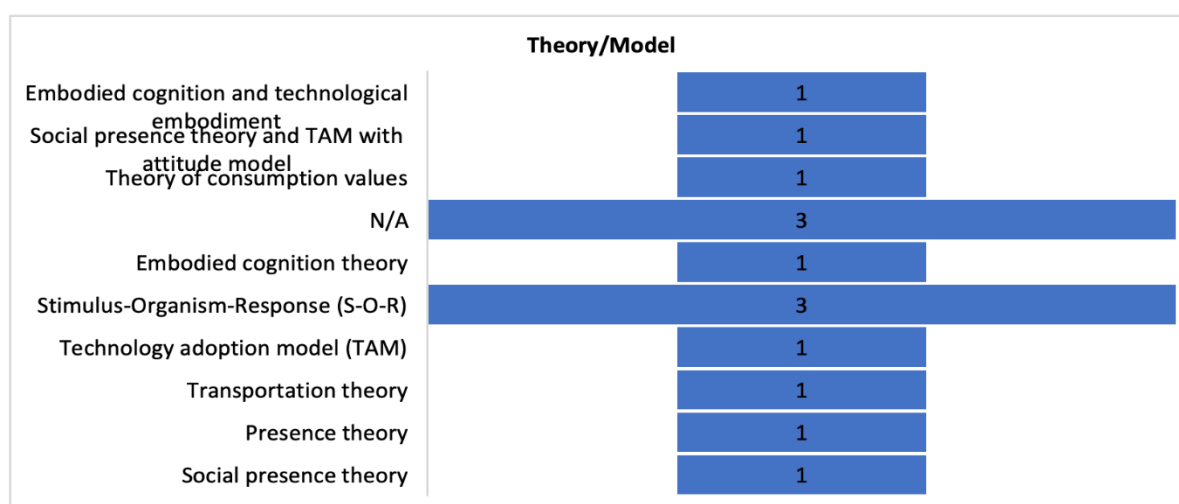 Theory/Model
Embodied cognition and technological
embodiment
1
Social presence theory and TAM with
attitude model
1
Theory of consumption values
1
N/A
3
Embodied cognition theory
1
Stimulus-Organism-Response (S-O-R)
3
Technology adoption model (TAM)
1
Transportation theory
1
Presence theory
1
Social presence theory
1